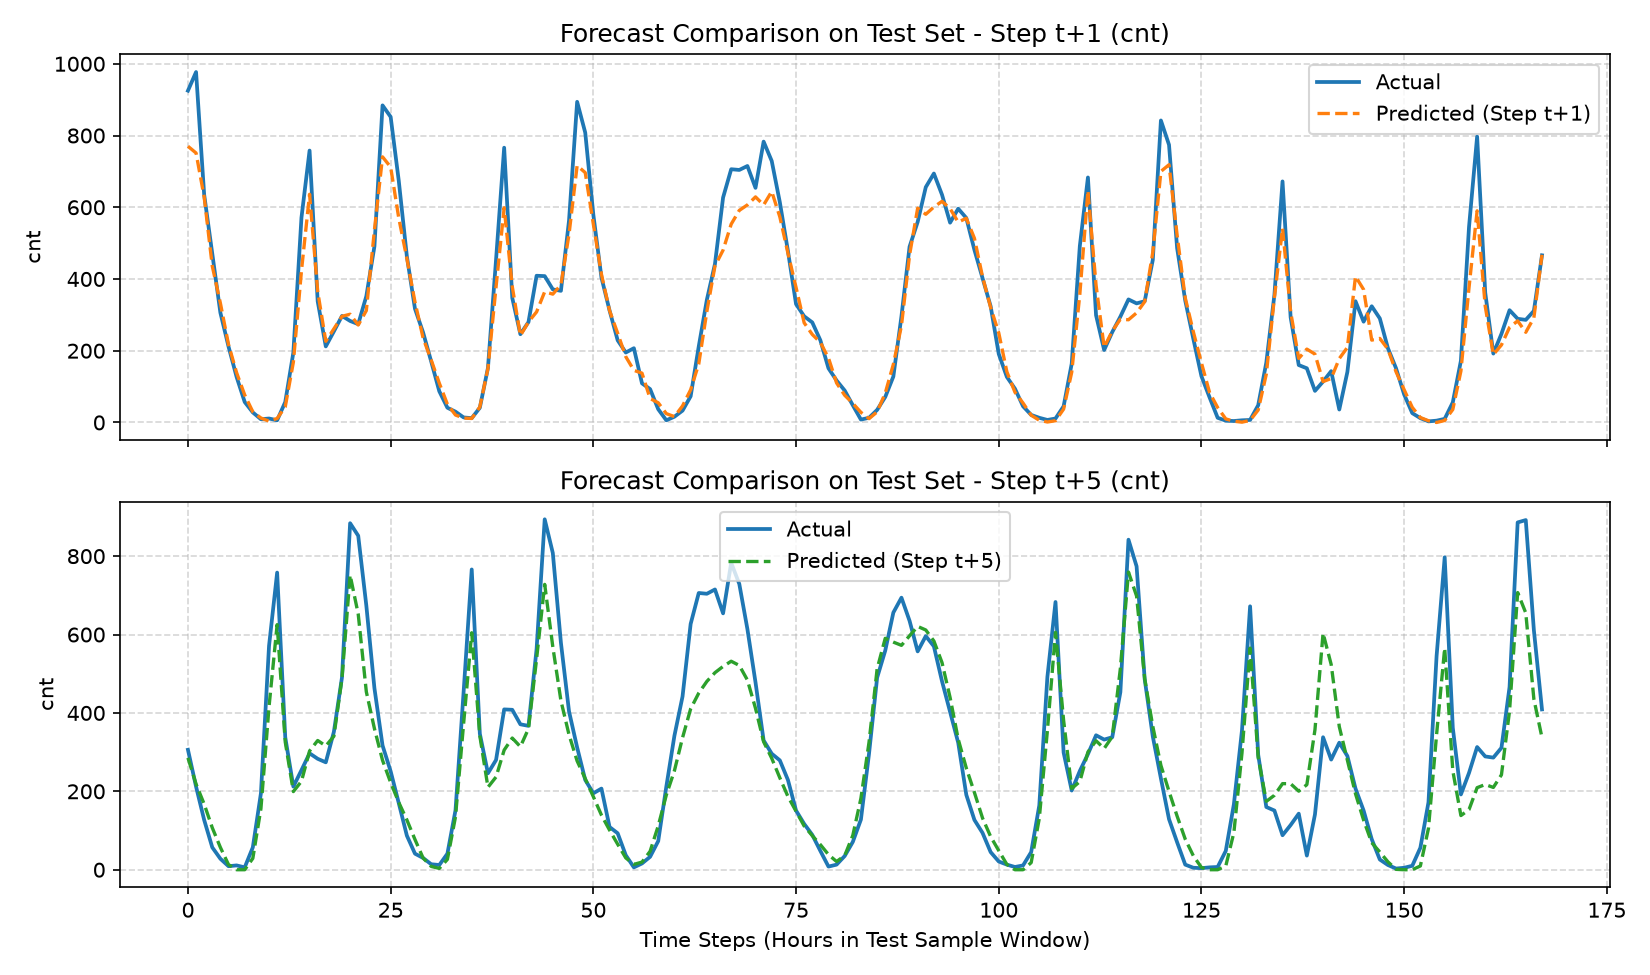 Forecast Comparison on Test Set - Step t+1 (cnt)
1000
800
600
400
200
0
cnt
Actual
Predicted (Step t+1)
Forecast Comparison on Test Set - Step t+5 (cnt)
800
600
400
200
0
cnt
Actual
Predicted (Step t+5)
0 25 50 75 100 125 150 175
Time Steps (Hours in Test Sample Window)